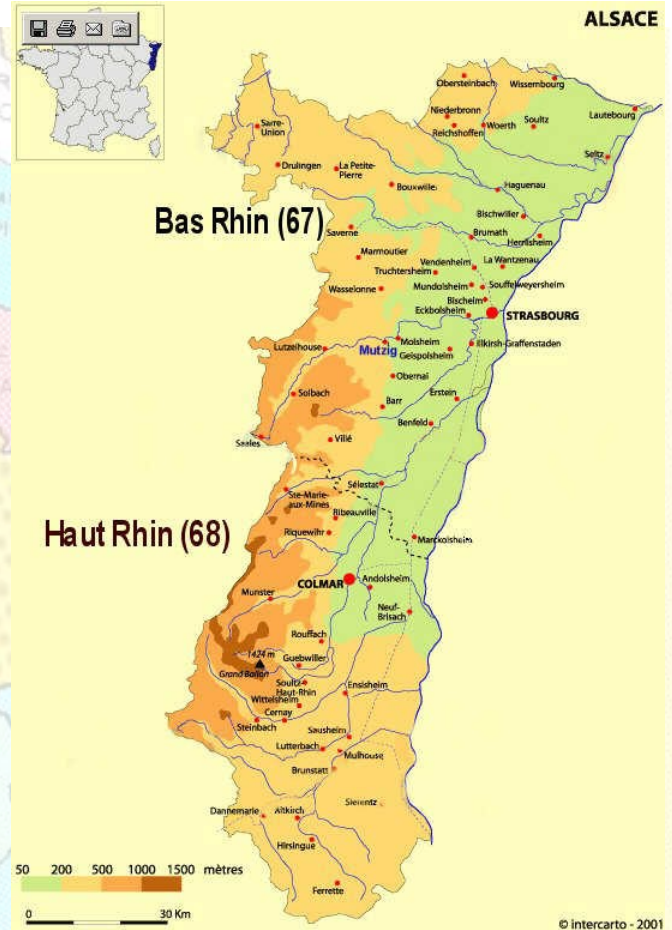 ALSACE
Obersteinbach
Wissembourg
Niederbronn
Lautebourg
Sarre-
Union
Reichshoffen
Woerth
Soultz
Seltz
Drulingen
La Petite-
Pierre
Bouxwille
Haguenau
Bas Rhin (67)
Bischwiller
Saverne
Brumath
Herrlisheim
Marmoutier
Vendenheim
La Wantzenau
Truchtersheim
Wasselonne
Mundolsheim
Souffelweyersheim
Bischeim
Eckbolsheim
STRASBOURG
Molsheim
Illkirsh-Graffenstaden
Lutzelhouse
Mutzig
Geispolsheim
Obernai
Solbach
Barr
Erstein
Benfeld
Saales
Villé
Sélestat
Ste-Marie-
aux-Mines
Ribeauville
Haut Rhin (68)
Riquewihr
Marckolsheim
COLMAR
Andolsheim
Munster
Neuf-
Brisach
Rouffach
1424 m
Grand Ballon
Guebwiller
Soultz
Haut-Rhin
Ensisheim
Wittelsheim
Cernay
Steinbach
Sausheim
Lutterbach
Mulhouse
Brunstatt
Dannemarie
Altkirch
Sierentz
Hirsingue
50 200 500 1000 1500 mètres
Ferrette
0 30 Km
© intercarto - 2001